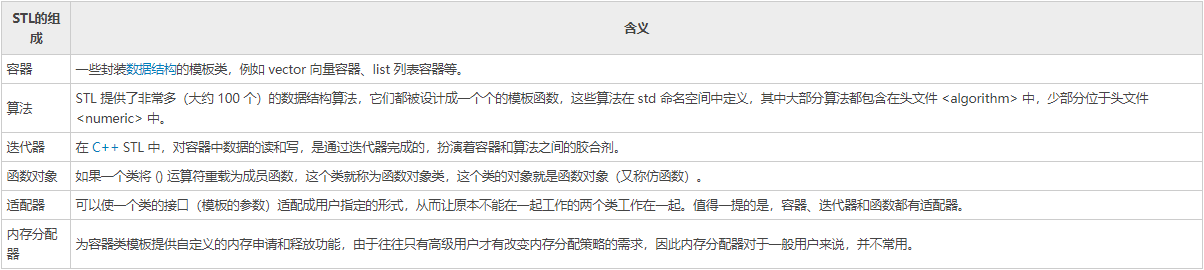 STL的组
成
含义
容器
一些封装数据结构的模板类，例如 vector 向量容器、list 列表容器等。
算法
STL 提供了非常多（大约 100 个）的数据结构算法，它们都被设计成一个个的模板函数，这些算法在 std 命名空间中定义，其中大部分算法都包含在头文件 <algorithm> 中，少部分位于头文件
<numeric> 中。
迭代器
在 C++ STL 中，对容器中数据的读和写，是通过迭代器完成的，扮演着容器和算法之间的胶合剂。
函数对象
如果一个类将 () 运算符重载为成员函数，这个类就称为函数对象类，这个类的对象就是函数对象（又称仿函数）。
适配器
可以使一个类的接口（模板的参数）适配成用户指定的形式，从而让原本不能在一起工作的两个类工作在一起。值得一提的是，容器、迭代器和函数都有适配器。
内存分配
器
为容器类模板提供自定义的内存申请和释放功能，由于往往只有高级用户才有改变内存分配策略的需求，因此内存分配器对于一般用户来说，并不常用。